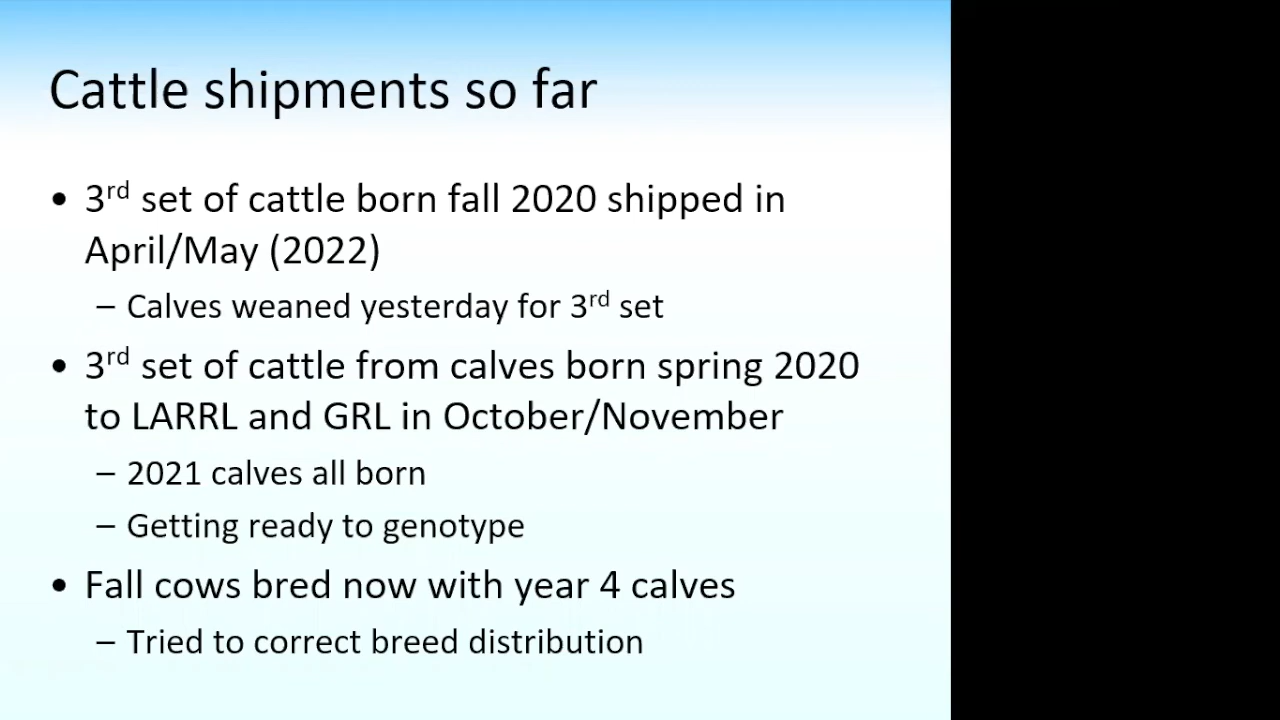 Cattle shipments so far
• 3rd set of cattle born fall 2020 shipped in
April/May (2022)
– Calves weaned yesterday for 3rd set
• 3rd set of cattle from calves born spring 2020
to LARRL and GRL in October/November
– 2021 calves all born
– Getting ready to genotype
• Fall cows bred now with year 4 calves
– Tried to correct breed distribution